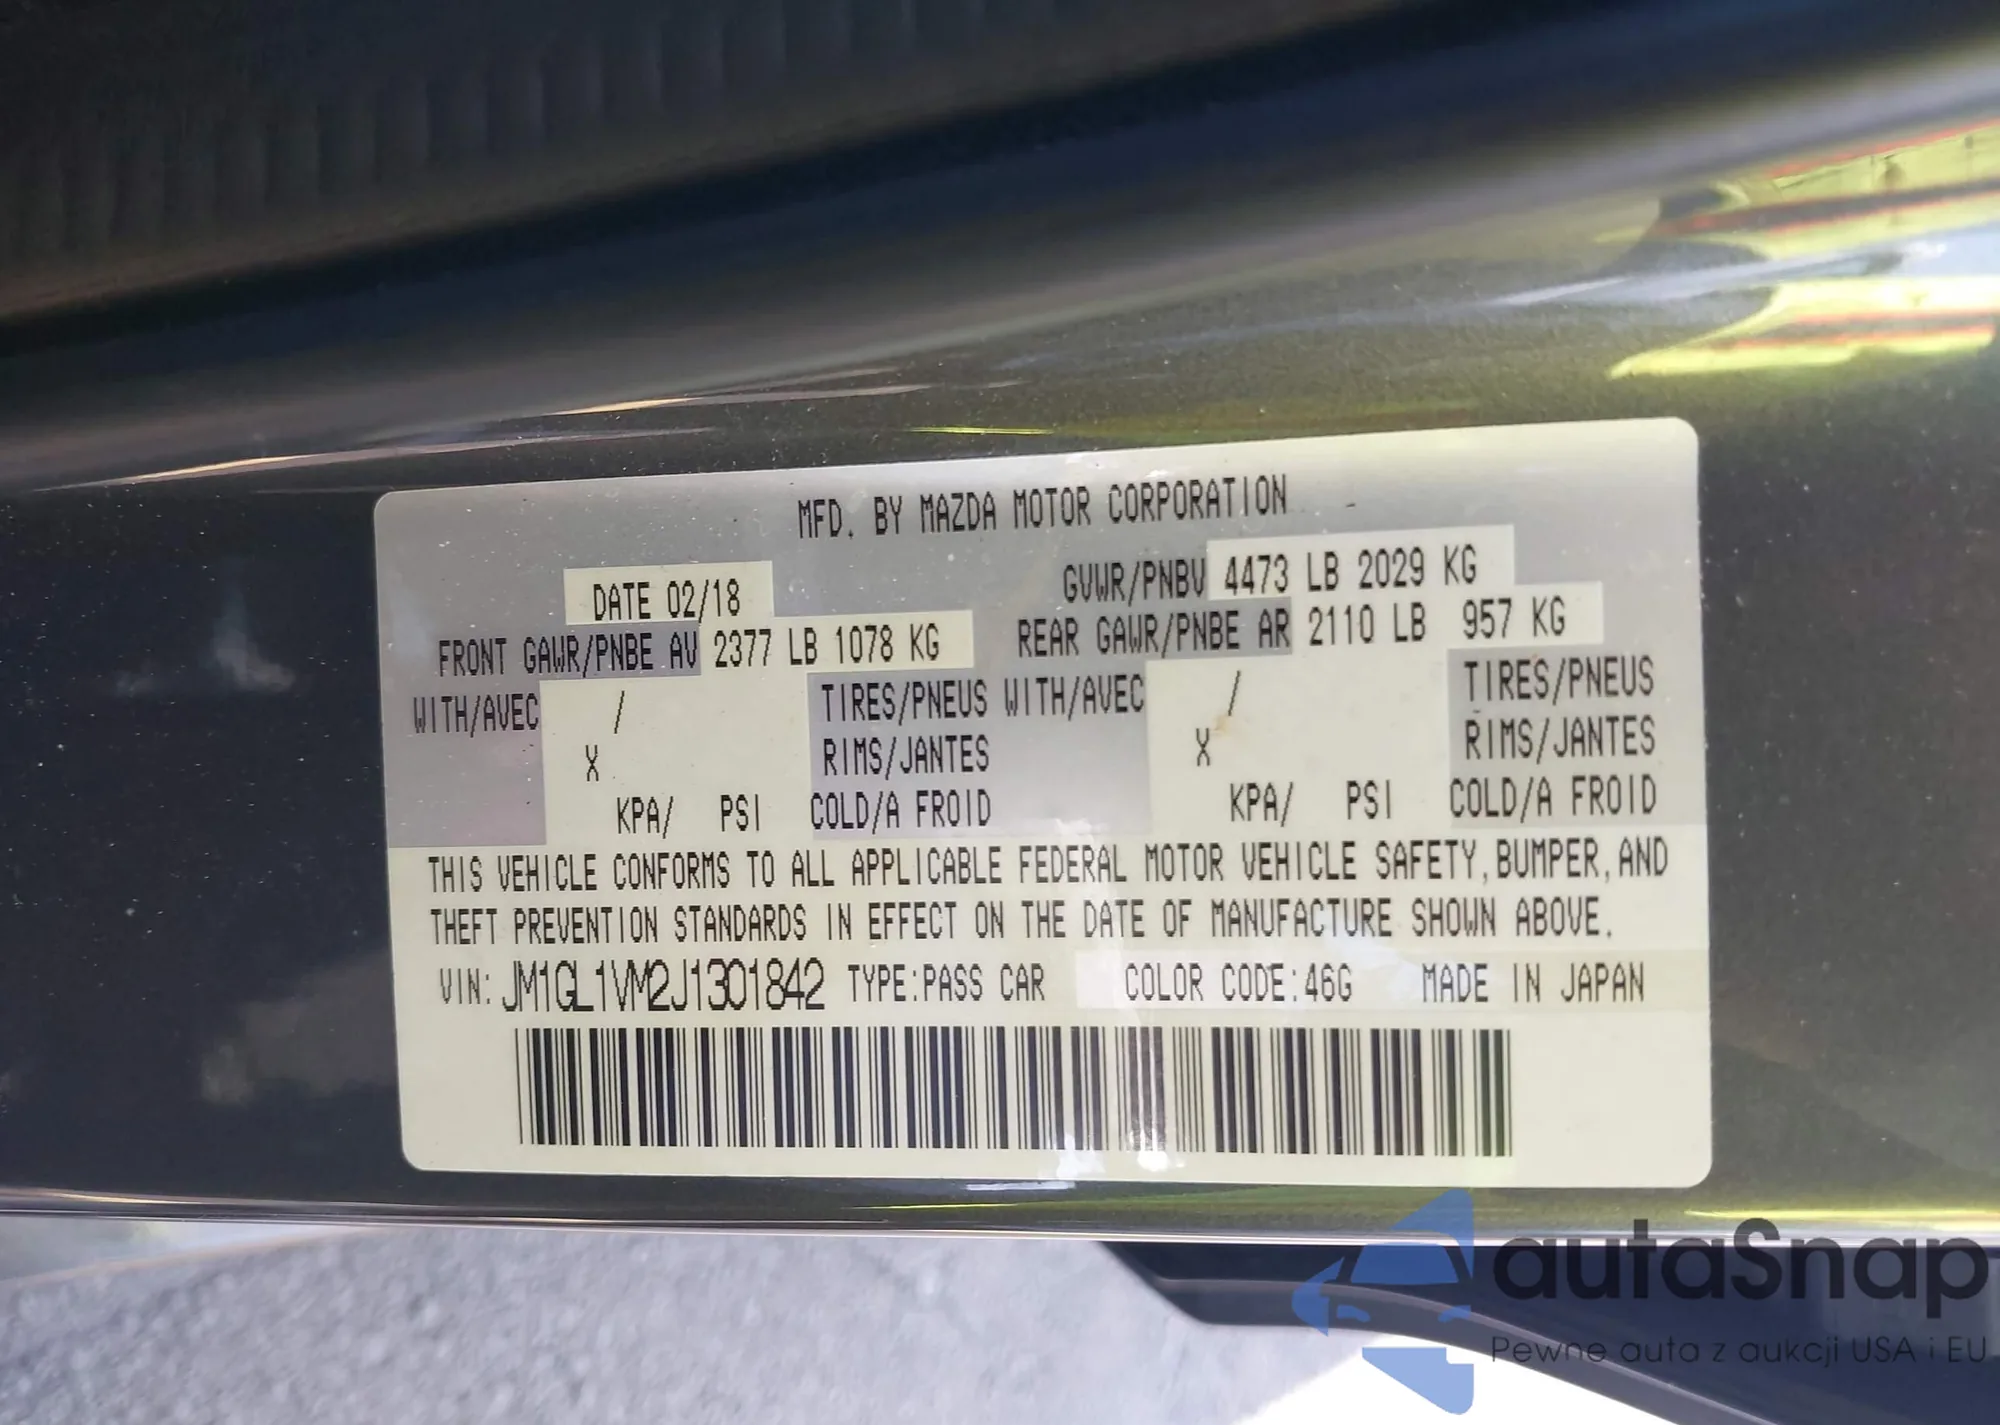 MFD. BY MAZDA MOTOR CORPORATION
DATE 02/18 GVWR/PNBV 4473 LB 2029 KG
FRONT GAWR/PNBE AV 2377 LB 1078 KG REAR GAWR/PNBE AR 2110 LB 957 KG
WITH/AVEC / TIRES/PNEUS WITH/AVEC / TIRES/PNEUS
X RIMS/JANTES X RIMS/JANTES
KPA/ PSI COLD/A FROID KPA/ PSI COLD/A FROID
THIS VEHICLE CONFORMS TO ALL APPLICABLE FEDERAL MOTOR VEHICLE SAFETY, BUMPER, AND
THEFT PREVENTION STANDARDS IN EFFECT ON THE DATE OF MANUFACTURE SHOWN ABOVE.
VIN: JM1GL1VM2J1301842 TYPE:PASS CAR COLOR CODE:46G MADE IN JAPAN
autaSnap
Pewne auta z aukcji USA i EU